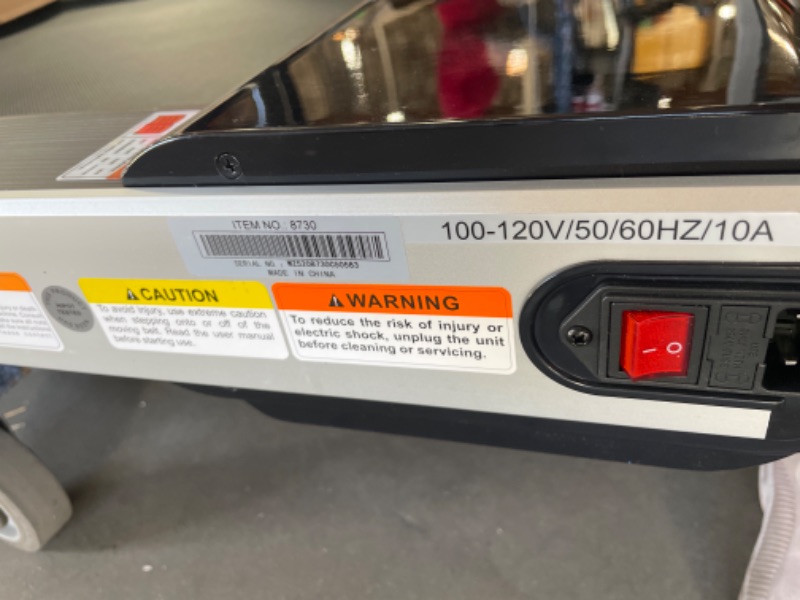 ITEM NO.: 8730
SERIAL NO.:
MADE IN CHINA
100-120V/50/60HZ/10A
CAUTION
To avoid injury, use extreme caution
when stepping onto or off of the
moving belt. Read the user manual
before starting use.
WARNING
To reduce the risk of injury or
electric shock, unplug the unit
before cleaning or servicing.
I O